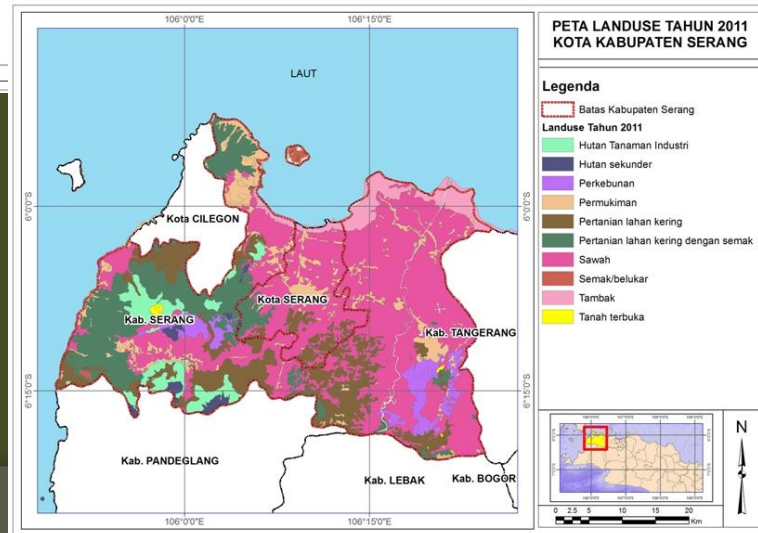 PETA LANDUSE TAHUN 2011
KOTA KABUPATEN SERANG
Legenda
Batas Kabupaten Serang
Landuse Tahun 2011
Hutan Tanaman Industri
Hutan sekunder
Perkebunan
Permukiman
Pertanian lahan kering
Pertanian lahan kering dengan semak
Sawah
Semak/belukar
Tambak
Tanah terbuka
106°0'0"E
106°15'0"E
LAUT
6°0'0"S
6°0'0"S
Kota CILEGON
Kota SERANG
Kab. SERANG
Kab. TANGERANG
6°15'0"S
6°15'0"S
Kab. PANDEGLANG
Kab. LEBAK
Kab. BOGOR
106°0'0"E
106°15'0"E
N
0 2.5 5 10 15 20
Km